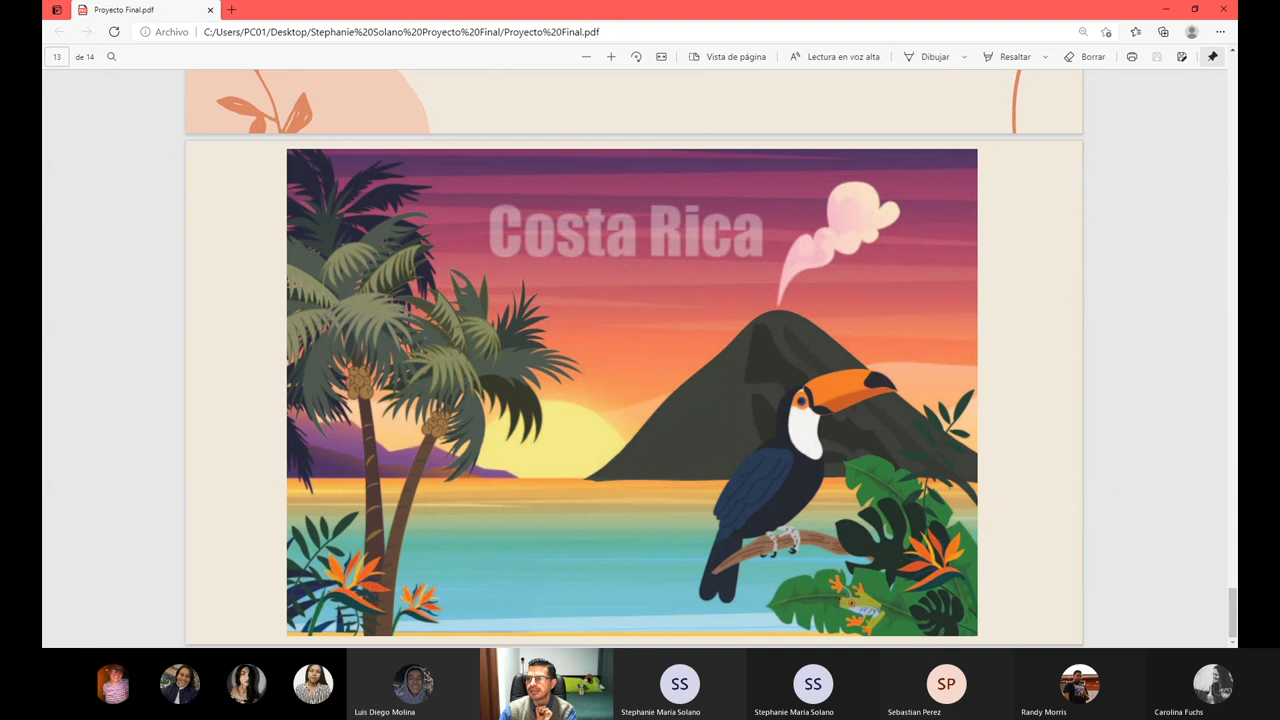 Proyecto Final.pdf
Archivo
C:/Users/PC01/Desktop/Stephanie%20Solano%20Proyecto%20Final/Proyecto%20Final.pdf
13 de 14
Vista de página
Lectura en voz alta
Dibujar
Resaltar
Borrar
Costa Rica
SS
SS
SP
Luis Diego Molina
Stephanie Maria Solano
Stephanie Maria Solano
Sebastian Perez
Randy Morris
Carolina Fuchs